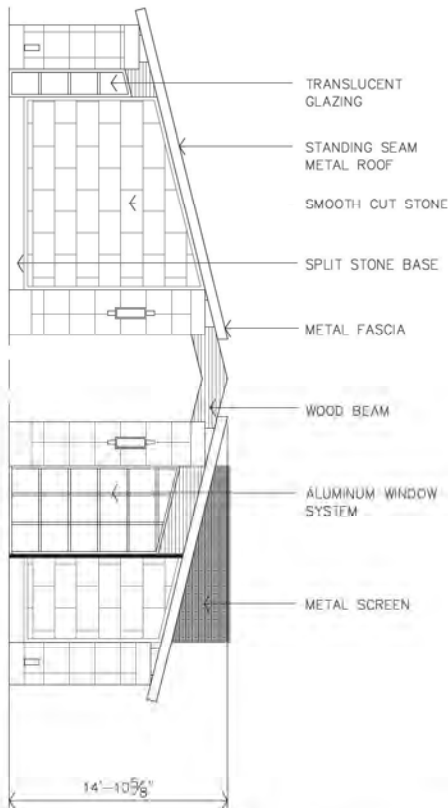 TRANSLUCENT
GLAZING
STANDING SEAM
METAL ROOF
SMOOTH CUT STONE
SPLIT STONE BASE
METAL FASCIA
WOOD BEAM
ALUMINUM WINDOW
SYSTEM
METAL SCREEN
14'-10⅝"